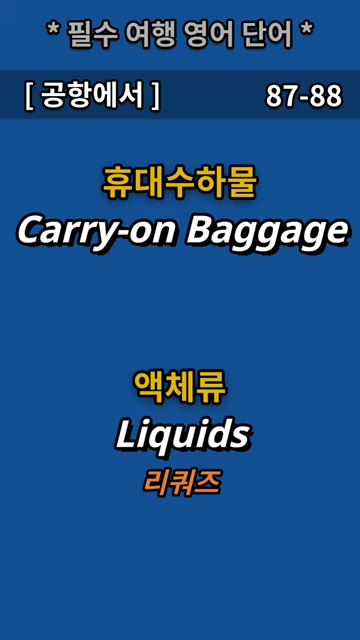 * 필수 여행 영어 단어 *
[ 공항에서 ] 87-88
휴대수하물
Carry-on Baggage
액체류
Liquids
리쿼즈